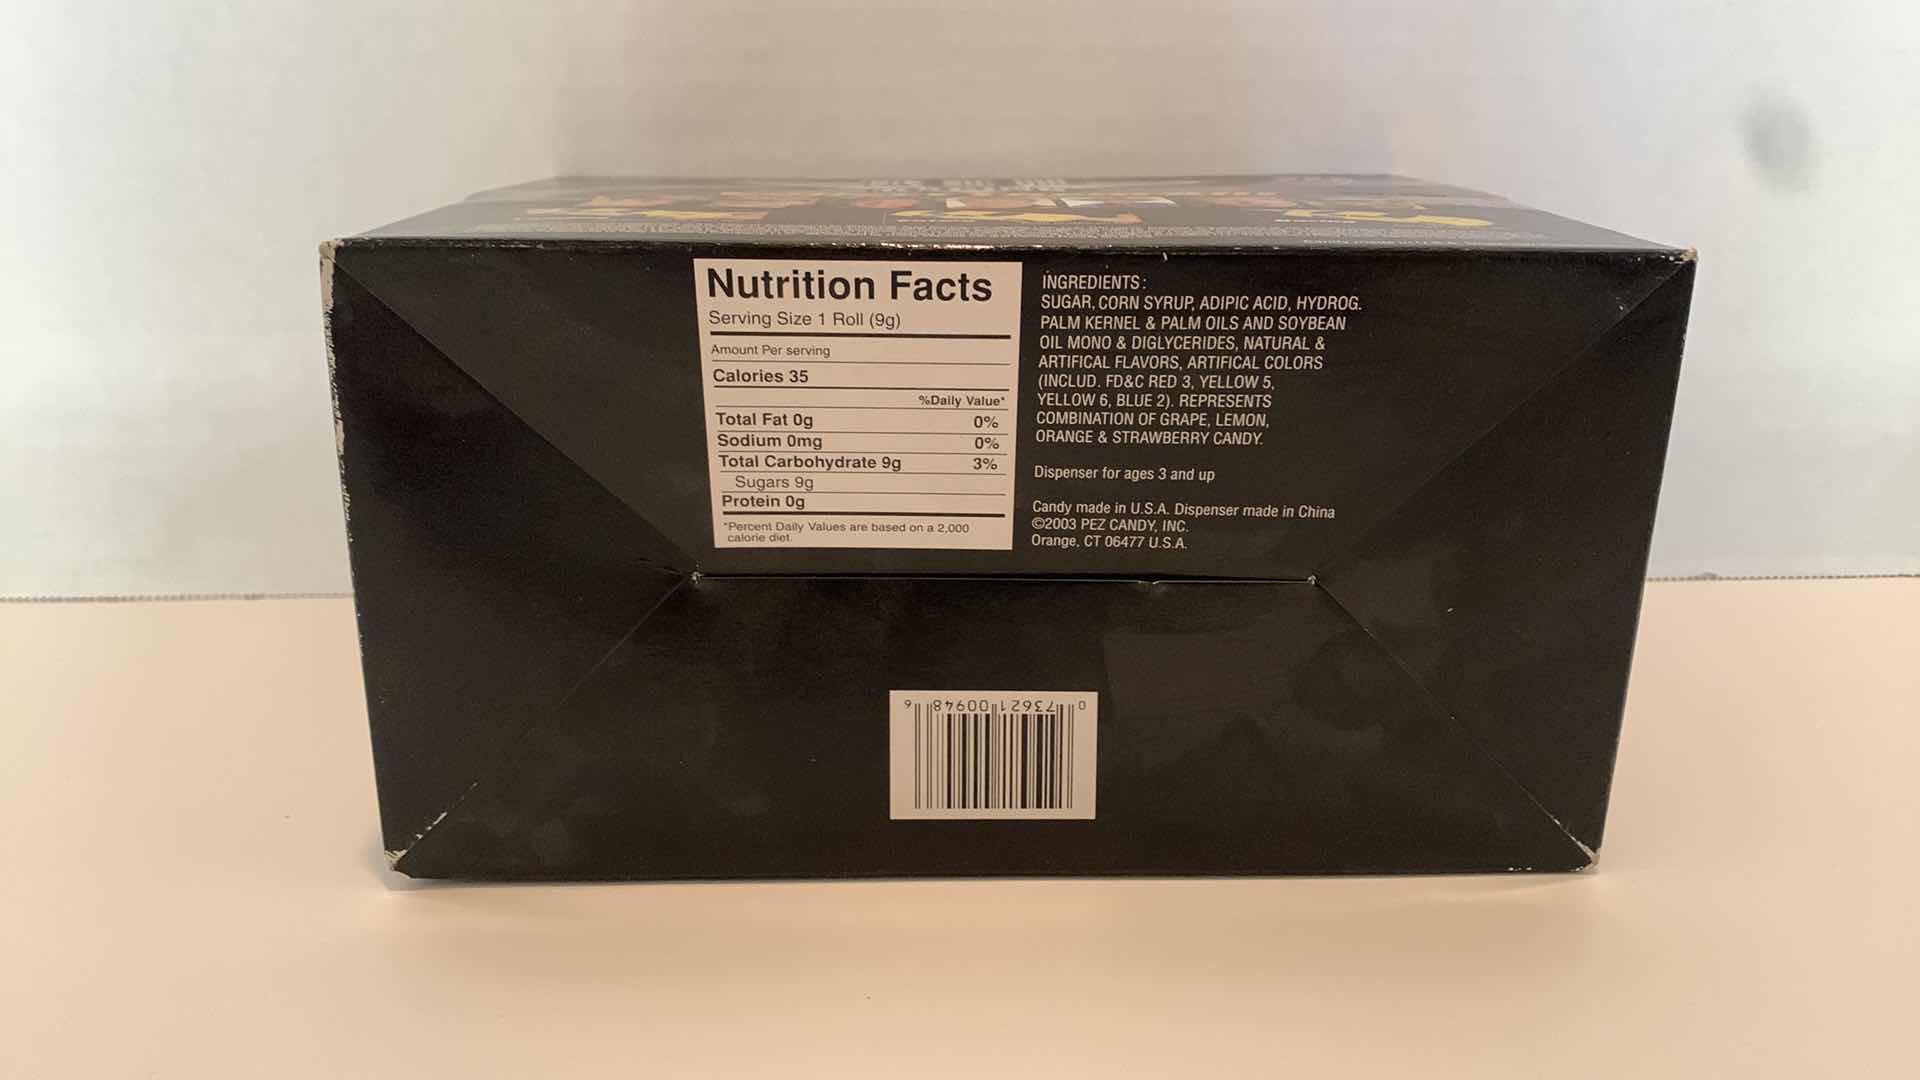 Nutrition Facts
Serving Size 1 Roll (9g)
Amount Per serving
Calories 35
%Daily Value*
Total Fat 0g 0%
Sodium 0mg 0%
Total Carbohydrate 9g 3%
Sugars 9g
Protein 0g
*Percent Daily Values are based on a 2,000
calorie diet.
INGREDIENTS:
SUGAR, CORN SYRUP, ADIPIC ACID, HYDROG.
PALM KERNEL & PALM OILS AND SOYBEAN
OIL MONO & DIGLYCERIDES, NATURAL &
ARTIFICAL FLAVORS, ARTIFICAL COLORS
(INCLUD. FD&C RED 3, YELLOW 5,
YELLOW 6, BLUE 2). REPRESENTS
COMBINATION OF GRAPE, LEMON,
ORANGE & STRAWBERRY CANDY.
Dispenser for ages 3 and up
Candy made in U.S.A. Dispenser made in China
©2003 PEZ CANDY, INC.
Orange, CT 06477 U.S.A.
0 73621 00948 6